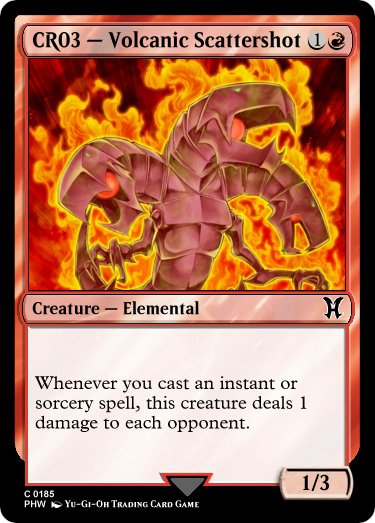 CR03 — Volcanic Scattershot 1
Creature — Elemental
Whenever you cast an instant or
sorcery spell, this creature deals 1
damage to each opponent.
1/3
C 0185
PHW Yu-Gi-Oh Trading Card Game